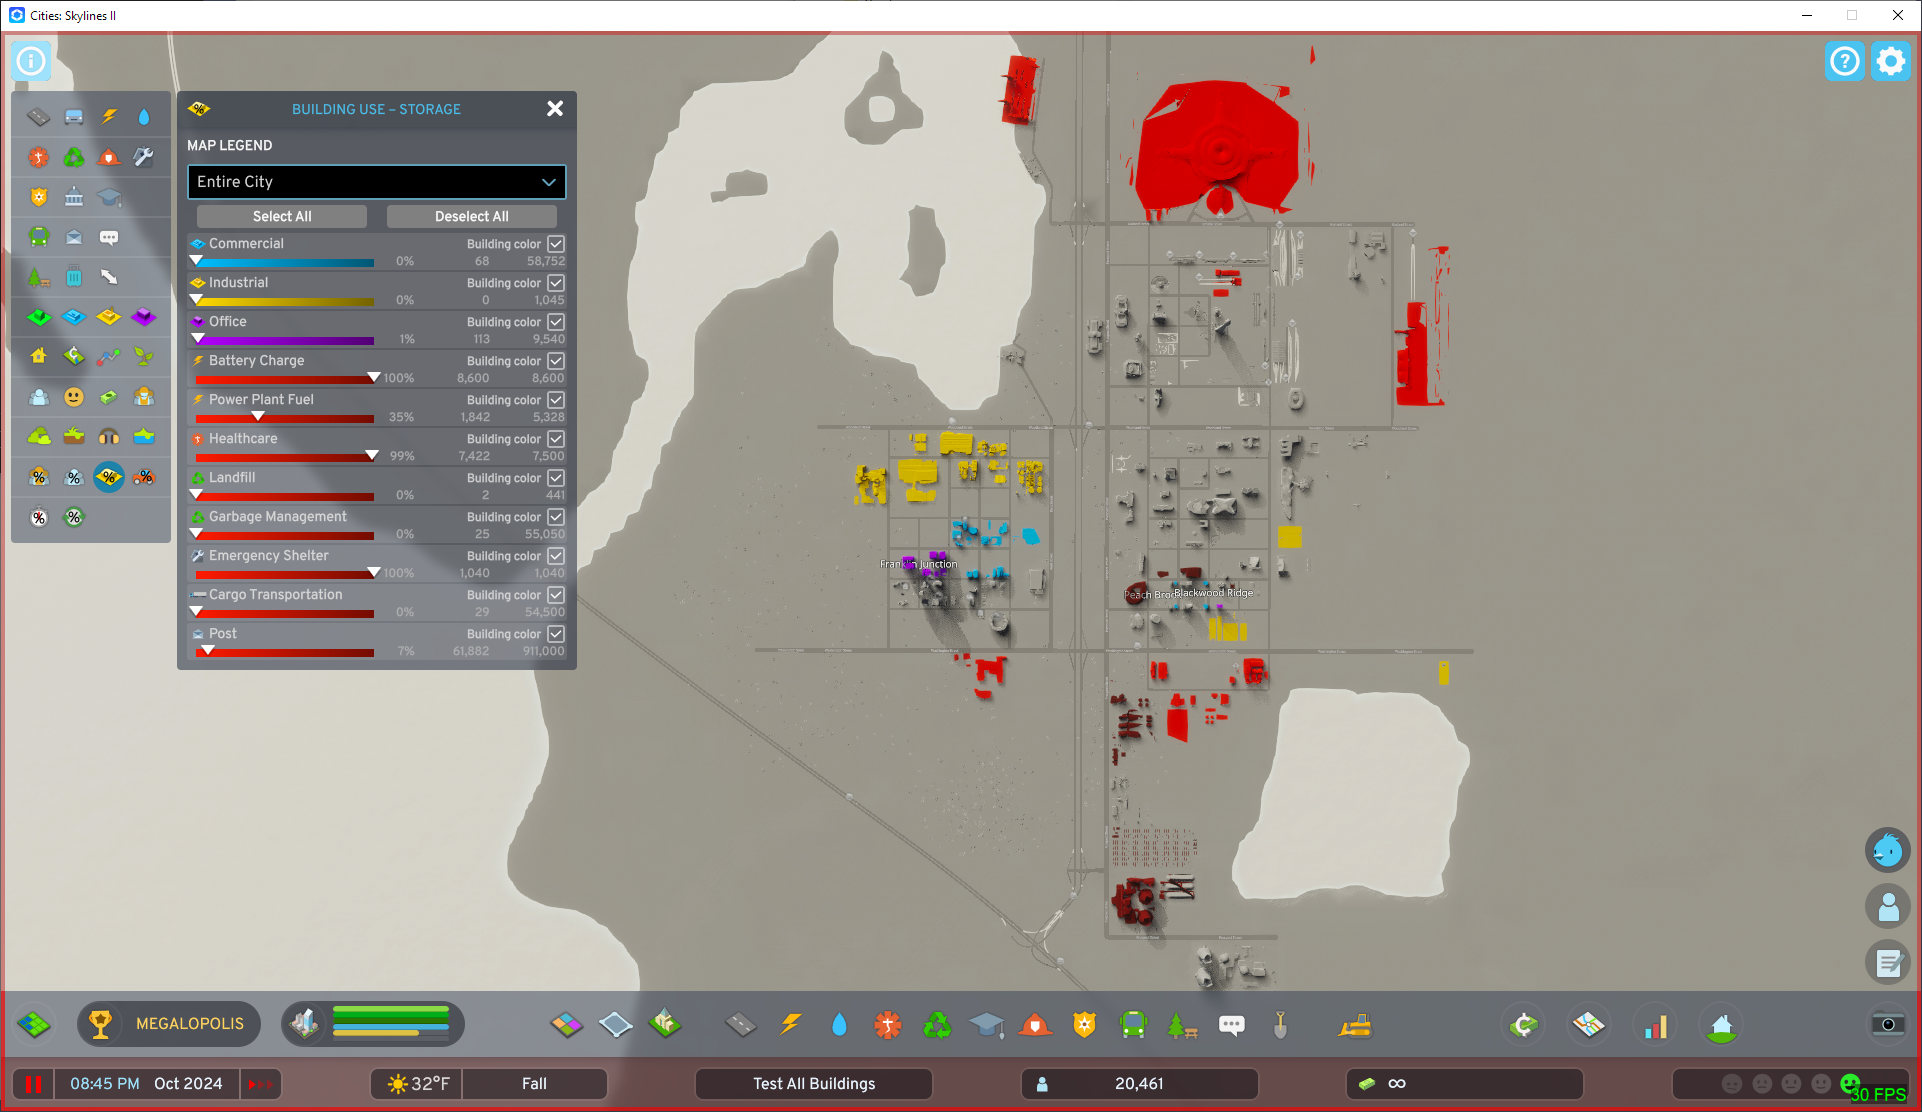 Cities: Skylines II
BUILDING USE – STORAGE
MAP LEGEND
Entire City
Select All
Deselect All
Commercial
Building color
0%
68
58,752
Industrial
Building color
0%
0
1,045
Office
Building color
1%
113
9,540
Battery Charge
Building color
100%
8,600
8,600
Power Plant Fuel
Building color
35%
1,842
5,328
Healthcare
Building color
99%
7,422
7,500
Landfill
Building color
0%
2
441
Garbage Management
Building color
0%
25
55,050
Emergency Shelter
Building color
100%
1,040
1,040
Cargo Transportation
Building color
0%
29
54,500
Post
Building color
7%
61,882
911,000
Franklin Junction
Blackwood Ridge
MEGALOPOLIS
08:45 PM
Oct 2024
32°F
Fall
Test All Buildings
20,461
∞
30 FPS